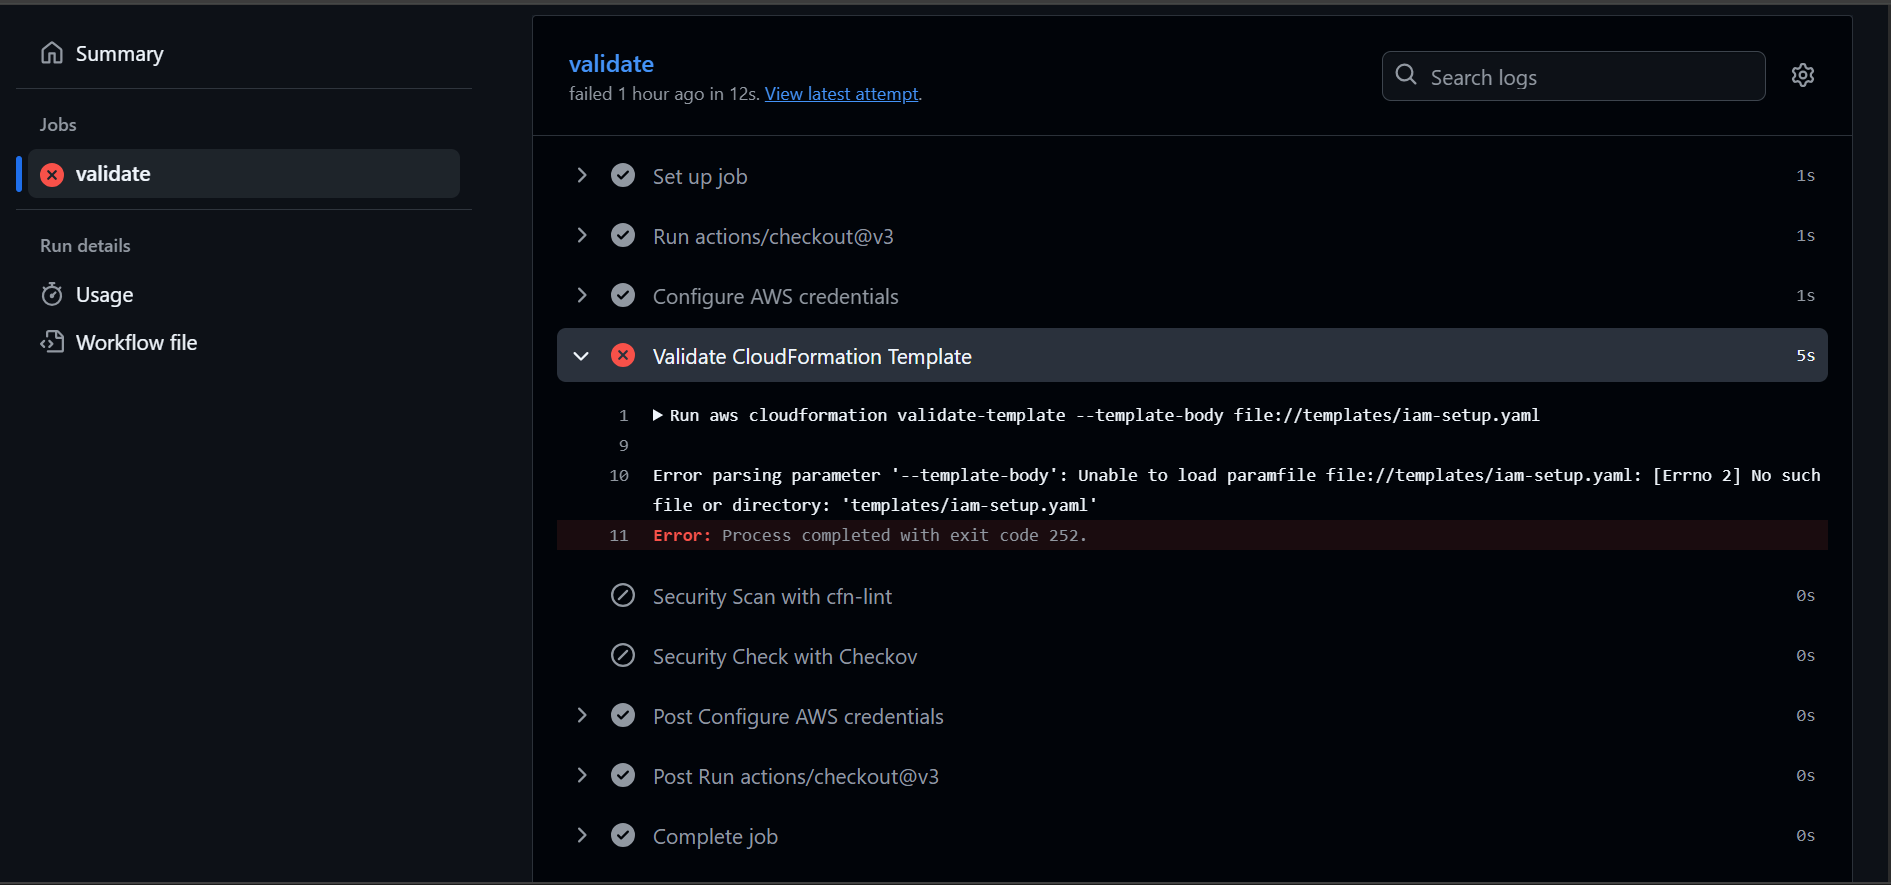 Summary
Jobs
validate
Run details
Usage
Workflow file
validate
failed 1 hour ago in 12s. View latest attempt.
Search logs
Set up job 1s
Run actions/checkout@v3 1s
Configure AWS credentials 1s
Validate CloudFormation Template 5s
1 Run aws cloudformation validate-template --template-body file://templates/iam-setup.yaml
9
10 Error parsing parameter '--template-body': Unable to load paramfile file://templates/iam-setup.yaml: [Errno 2] No such
file or directory: 'templates/iam-setup.yaml'
11 Error: Process completed with exit code 252.
Security Scan with cfn-lint 0s
Security Check with Checkov 0s
Post Configure AWS credentials 0s
Post Run actions/checkout@v3 0s
Complete job 0s